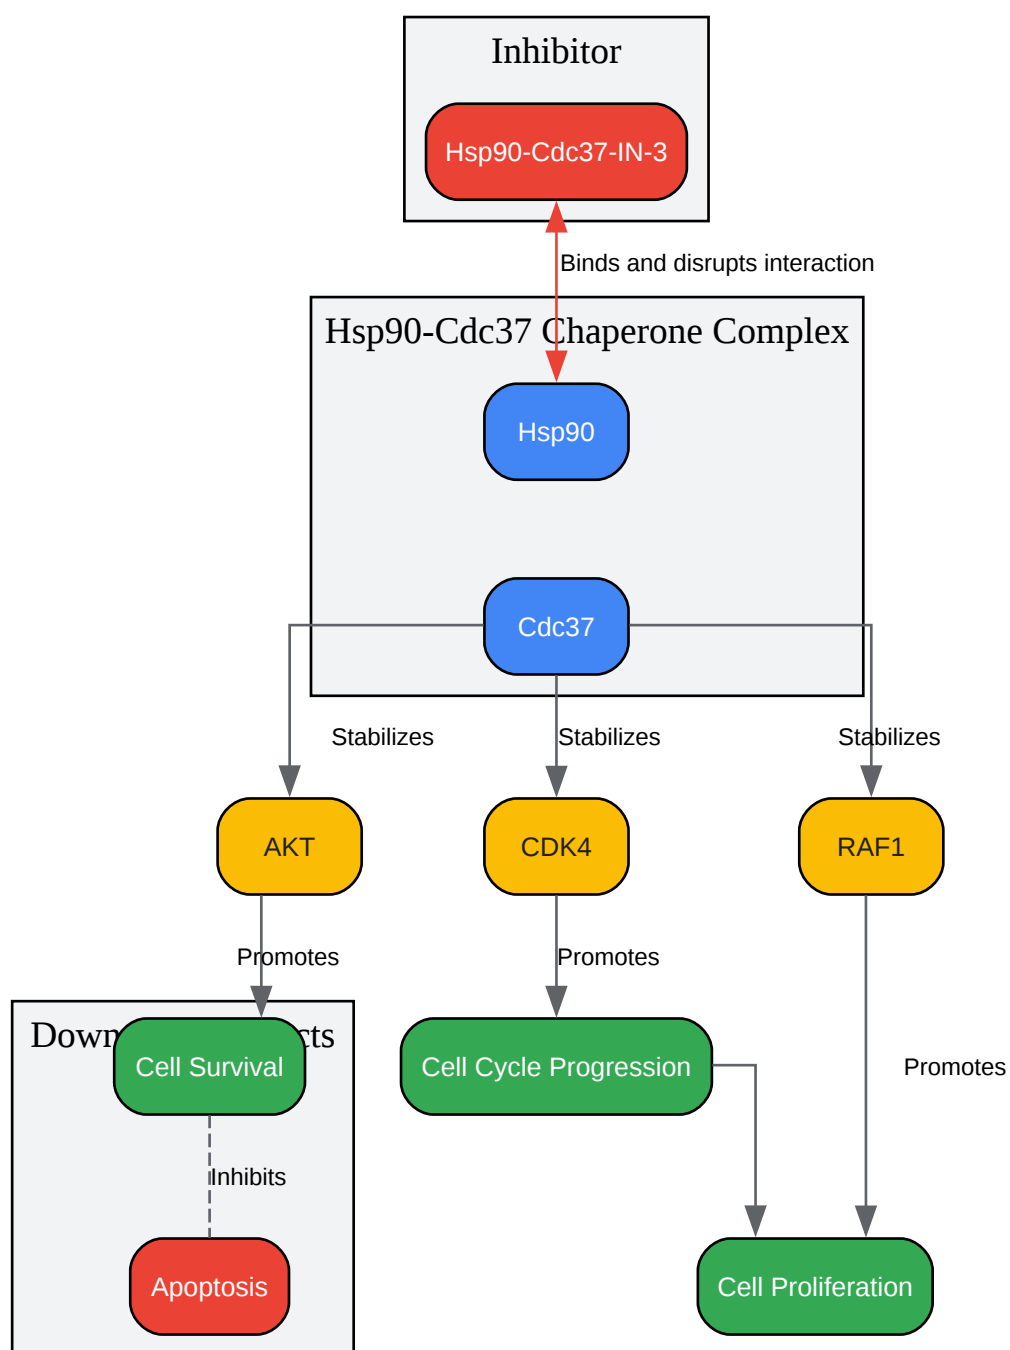 Inhibitor
Hsp90-Cdc37-IN-3
Binds and disrupts interaction
Hsp90-Cdc37 Chaperone Complex
Hsp90
Cdc37
Stabilizes
Stabilizes
Stabilizes
AKT
CDK4
RAF1
Promotes
Promotes
Cell Survival
Cell Cycle Progression
Promotes
Inhibits
Apoptosis
Cell Proliferation